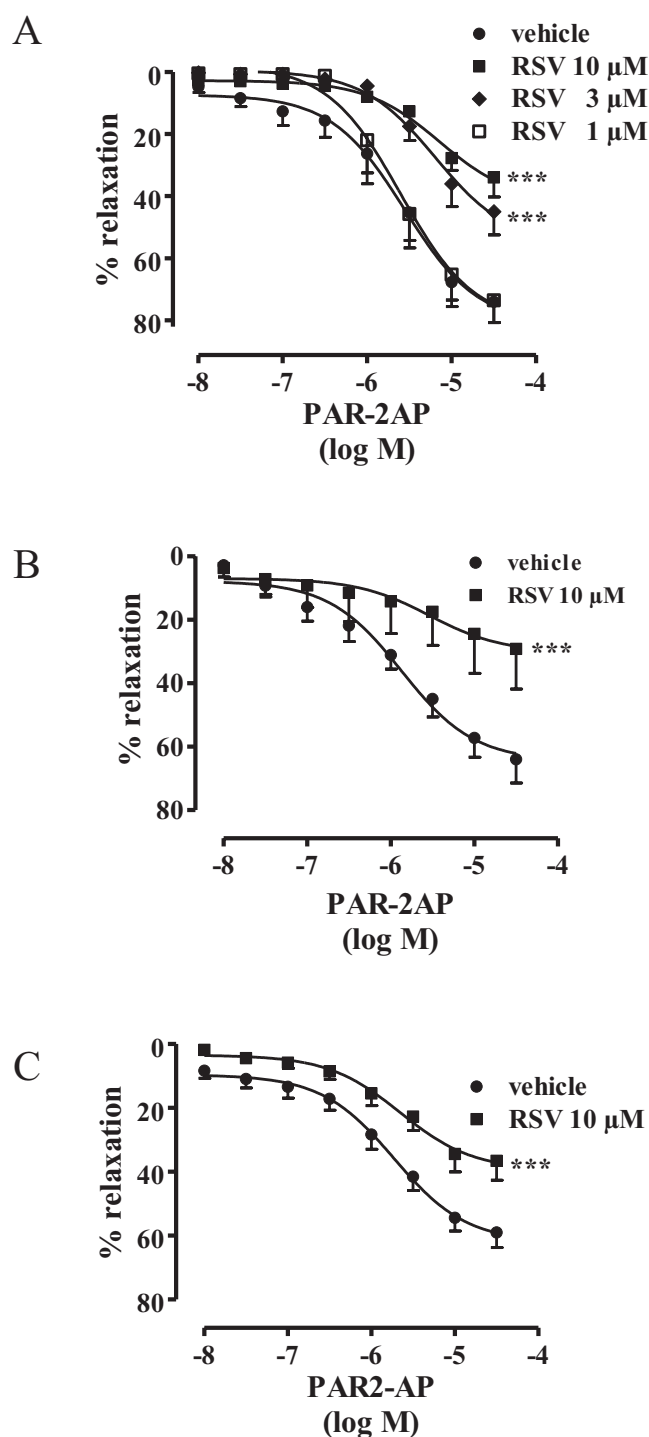 A
vehicle
RSV 10 µM
RSV 3 µM
RSV 1 µM
0
20
40
60
80
% relaxation
***
***
-8 -7 -6 -5 -4
PAR-2AP
(log M)
B
vehicle
RSV 10 µM
0
20
40
60
80
% relaxation
***
-8 -7 -6 -5 -4
PAR-2AP
(log M)
C
vehicle
RSV 10 µM
0
20
40
60
80
% relaxation
***
-8 -7 -6 -5 -4
PAR2-AP
(log M)